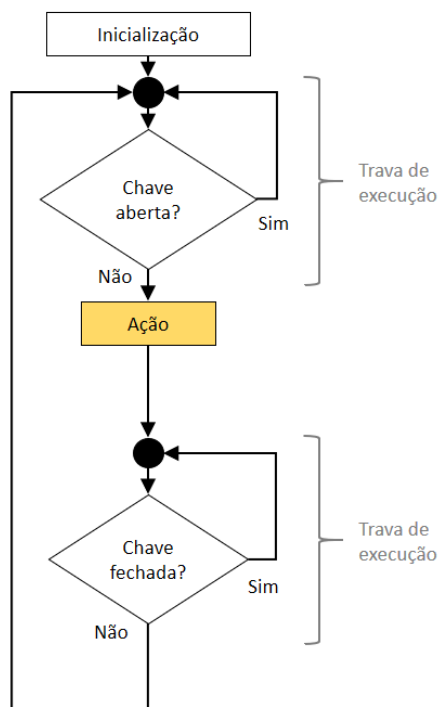 Inicialização
Chave
aberta?
Sim
Trava de
execução
Não
Ação
Chave
fechada?
Sim
Trava de
execução
Não